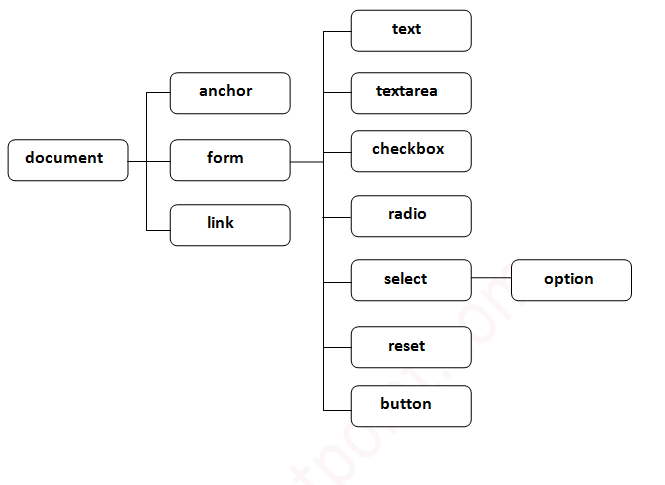 document
anchor
form
link
text
textarea
checkbox
radio
select
option
reset
button